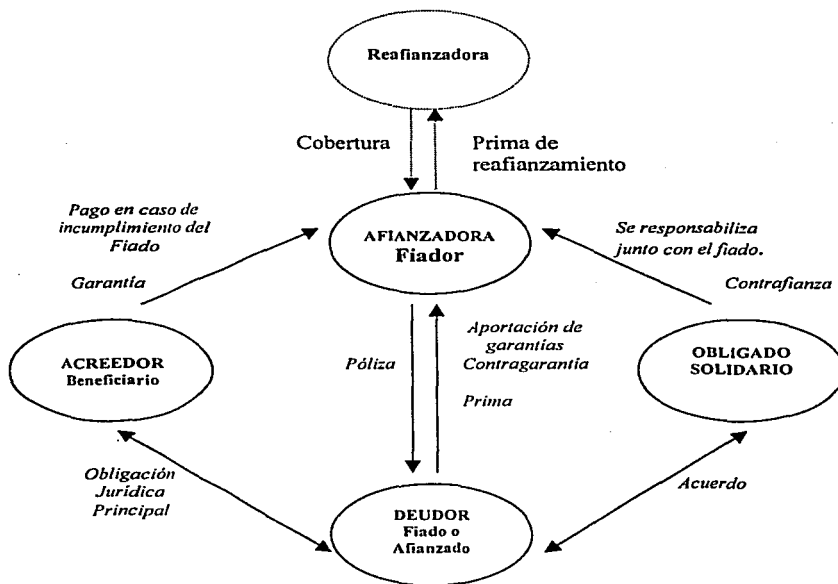 Reafianzadora
Cobertura
Prima de
reafianzamiento
Pago en caso de
incumplimiento del
Fiado
Garantía
AFIANZADORA
Fiador
Se responsabiliza
junto con el fiado.
Contrafianza
ACREEDOR
Beneficiario
Póliza
Aportación de
garantías
Contragarantía
Prima
OBLIGADO
SOLIDARIO
Obligación
Jurídica
Principal
DEUDOR
Fiado o
Afianzado
Acuerdo